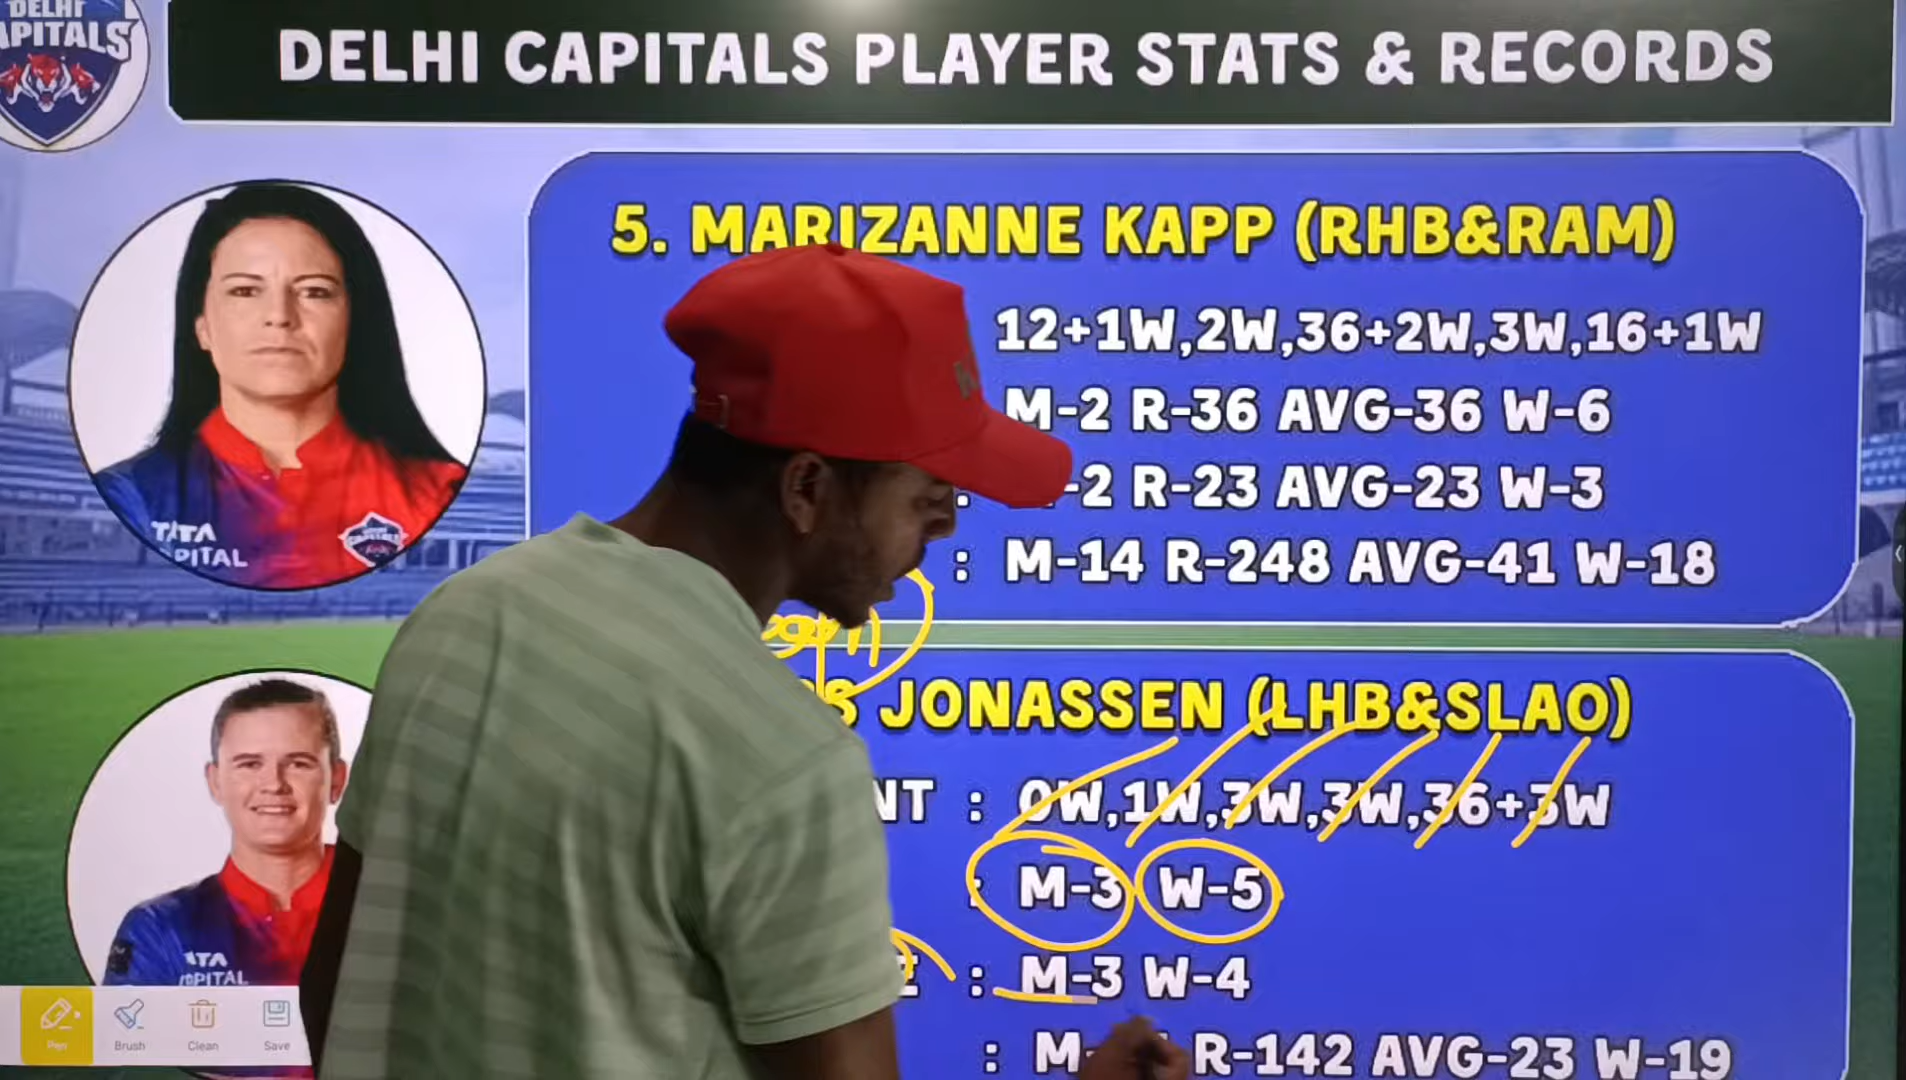 DELHI
CAPITALS
DELHI CAPITALS PLAYER STATS & RECORDS
5. MARIZANNE KAPP (RHB&RAM)
12+1W,2W,36+2W,3W,16+1W
M-2 R-36 AVG-36 W-6
: -2 R-23 AVG-23 W-3
: M-14 R-248 AVG-41 W-18
TATA
JONASSEN (LHB&SLAO)
NT : 0W,1W,3W,3W,36+3W
: M-3 W-5
: M-3 W-4
: M- R-142 AVG-23 W-19
Pen
Brush
Clean
Save